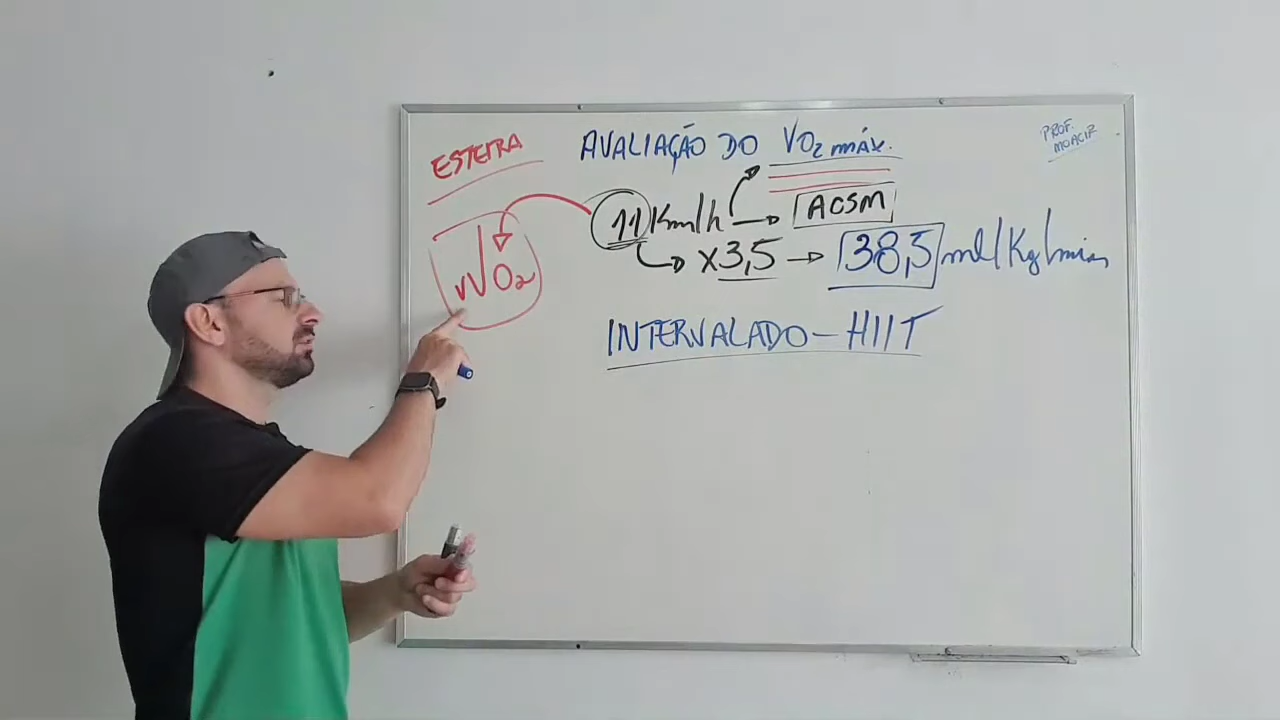 ESTEIRA
AVALIAÇÃO DO VO2 máx.
PROF. MOACIR
11 Km/h → ACSM
x3,5 → 38,5 ml/Kg/min
vVO2
INTERVALADO - HIIT